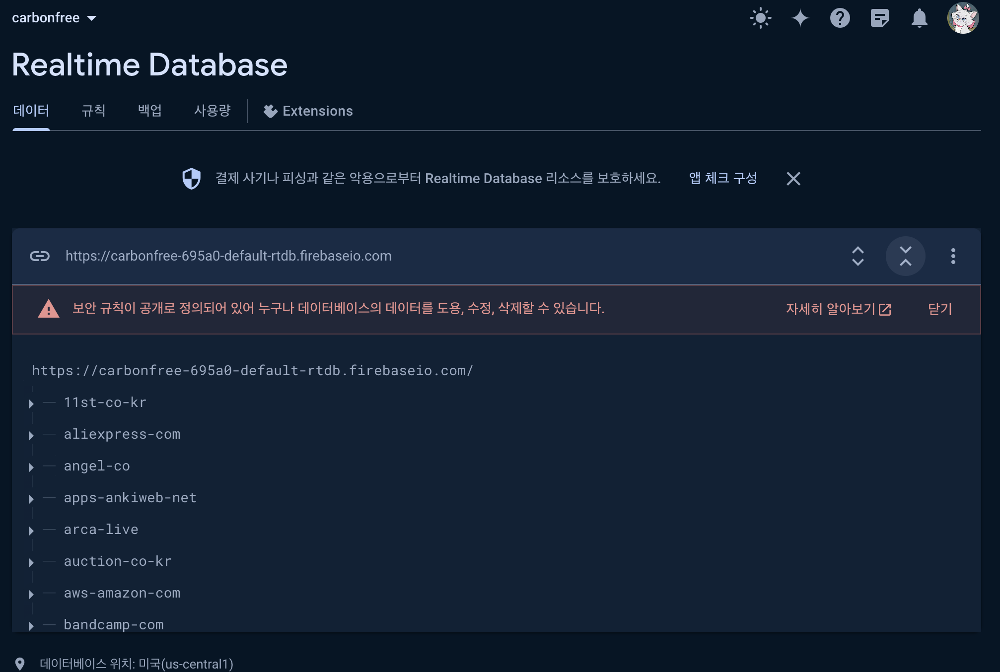 carbonfree
Realtime Database
데이터 규칙 백업 사용량 Extensions
결제 사기나 피싱과 같은 악용으로부터 Realtime Database 리소스를 보호하세요. 앱 체크 구성
https://carbonfree-695a0-default-rtdb.firebaseio.com
보안 규칙이 공개로 정의되어 있어 누구나 데이터베이스의 데이터를 도용, 수정, 삭제할 수 있습니다. 자세히 알아보기 닫기
https://carbonfree-695a0-default-rtdb.firebaseio.com/
11st-co-kr
aliexpress-com
angel-co
apps-ankiweb-net
arca-live
auction-co-kr
aws-amazon-com
bandcamp-com
데이터베이스 위치: 미국(us-central1)